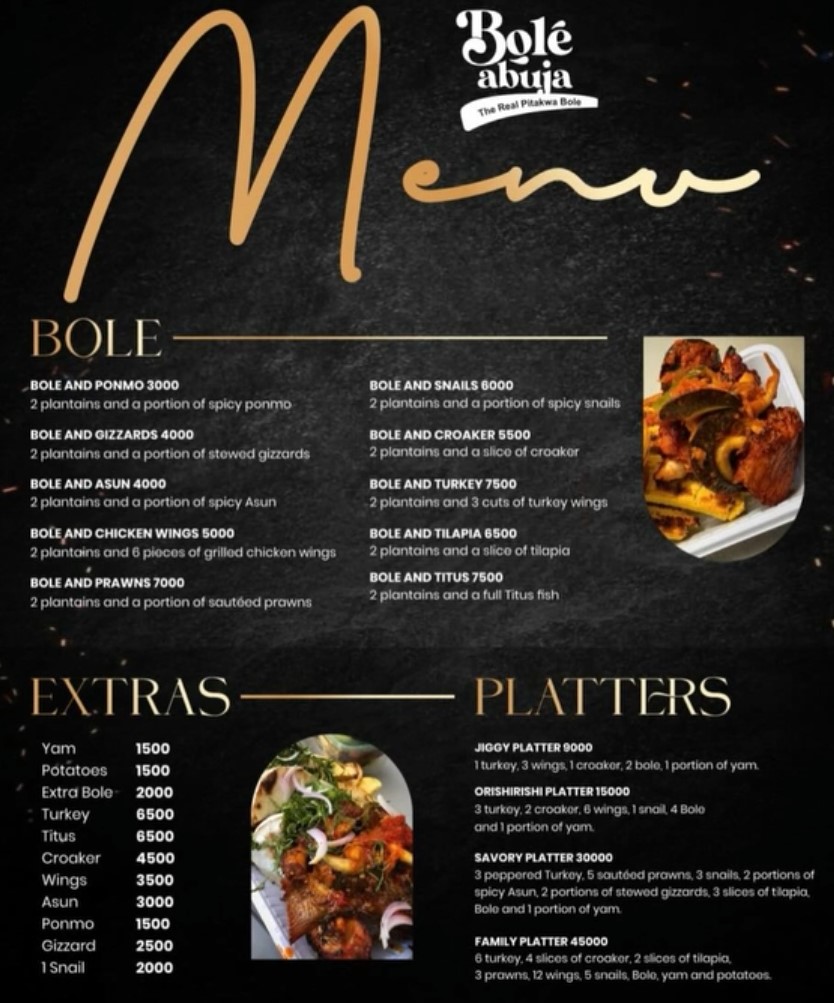 Bolé
abuja
The Real Pitakwa Bole
Menu
BOLE
BOLE AND PONMO 3000
2 plantains and a portion of spicy ponmo
BOLE AND GIZZARDS 4000
2 plantains and a portion of stewed gizzards
BOLE AND ASUN 4000
2 plantains and a portion of spicy Asun
BOLE AND CHICKEN WINGS 5000
2 plantains and 6 pieces of grilled chicken wings
BOLE AND PRAWNS 7000
2 plantains and a portion of sautéed prawns
BOLE AND SNAILS 6000
2 plantains and a portion of spicy snails
BOLE AND CROAKER 5500
2 plantains and a slice of croaker
BOLE AND TURKEY 7500
2 plantains and 3 cuts of turkey wings
BOLE AND TILAPIA 6500
2 plantains and a slice of tilapia
BOLE AND TITUS 7500
2 plantains and a full Titus fish
EXTRAS
Yam 1500
Potatoes 1500
Extra Bole 2000
Turkey 6500
Titus 6500
Croaker 4500
Wings 3500
Asun 3000
Ponmo 1500
Gizzard 2500
1 Snail 2000
PLATTERS
JIGGY PLATTER 9000
1 turkey, 3 wings, 1 croaker, 2 bole, 1 portion of yam.
ORISHIRISHI PLATTER 15000
3 turkey, 2 croaker, 6 wings, 1 snail, 4 Bole
and 1 portion of yam.
SAVORY PLATTER 30000
3 peppered Turkey, 5 sautéed prawns, 3 snails, 2 portions of
spicy Asun, 2 portions of stewed gizzards, 3 slices of tilapia,
Bole and 1 portion of yam.
FAMILY PLATTER 45000
6 turkey, 4 slices of croaker, 2 slices of tilapia,
3 prawns, 12 wings, 5 snails, Bole, yam and potatoes.